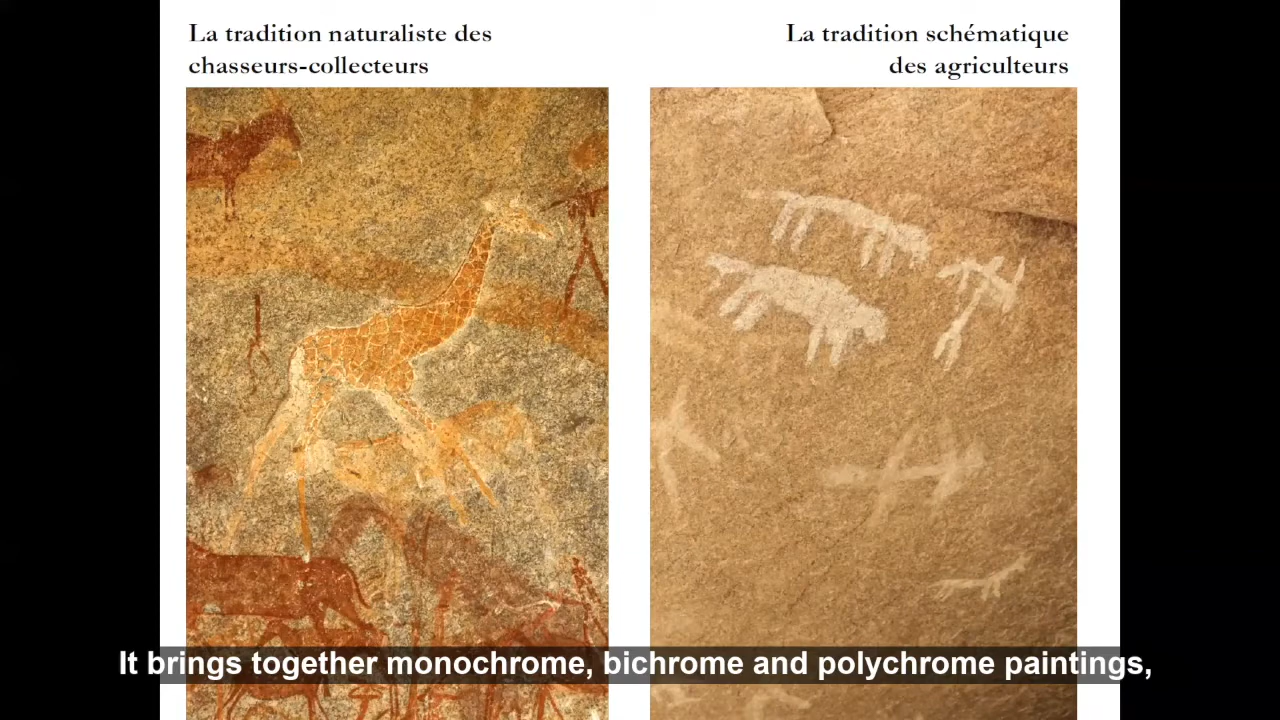 La tradition naturaliste des
chasseurs-collecteurs
La tradition schématique
des agriculteurs
It brings together monochrome, bichrome and polychrome paintings,